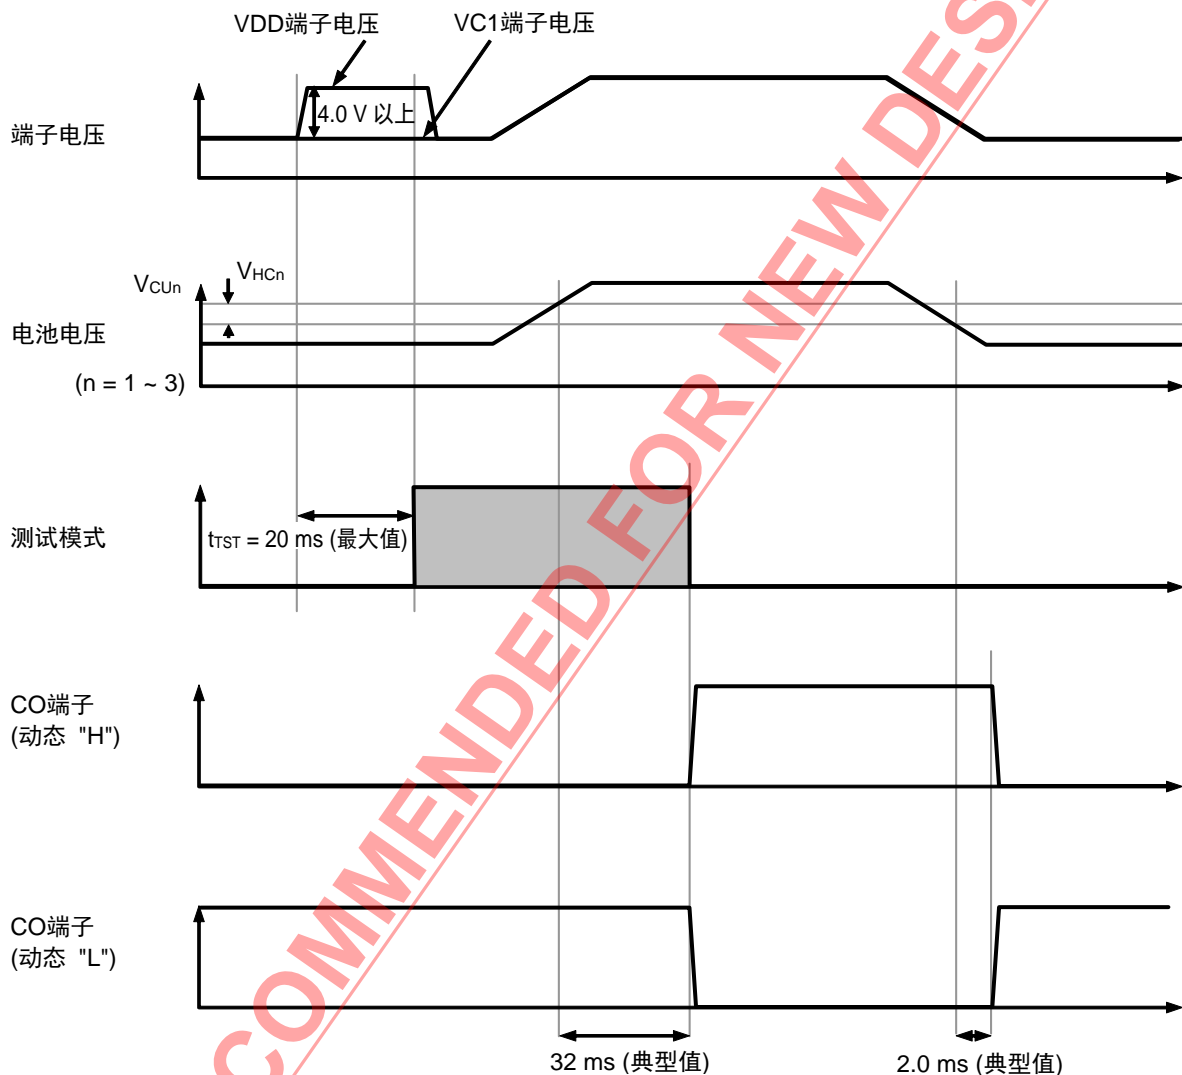 VDD端子电压
VC1端子电压
4.0 V 以上
端子电压
VCUn
VHCn
电池电压
(n = 1 ~ 3)
测试模式
tTST = 20 ms (最大值)
CO端子
(动态 "H")
CO端子
(动态 "L")
32 ms (典型值)
2.0 ms (典型值)
COMMENDED FOR NEW DES